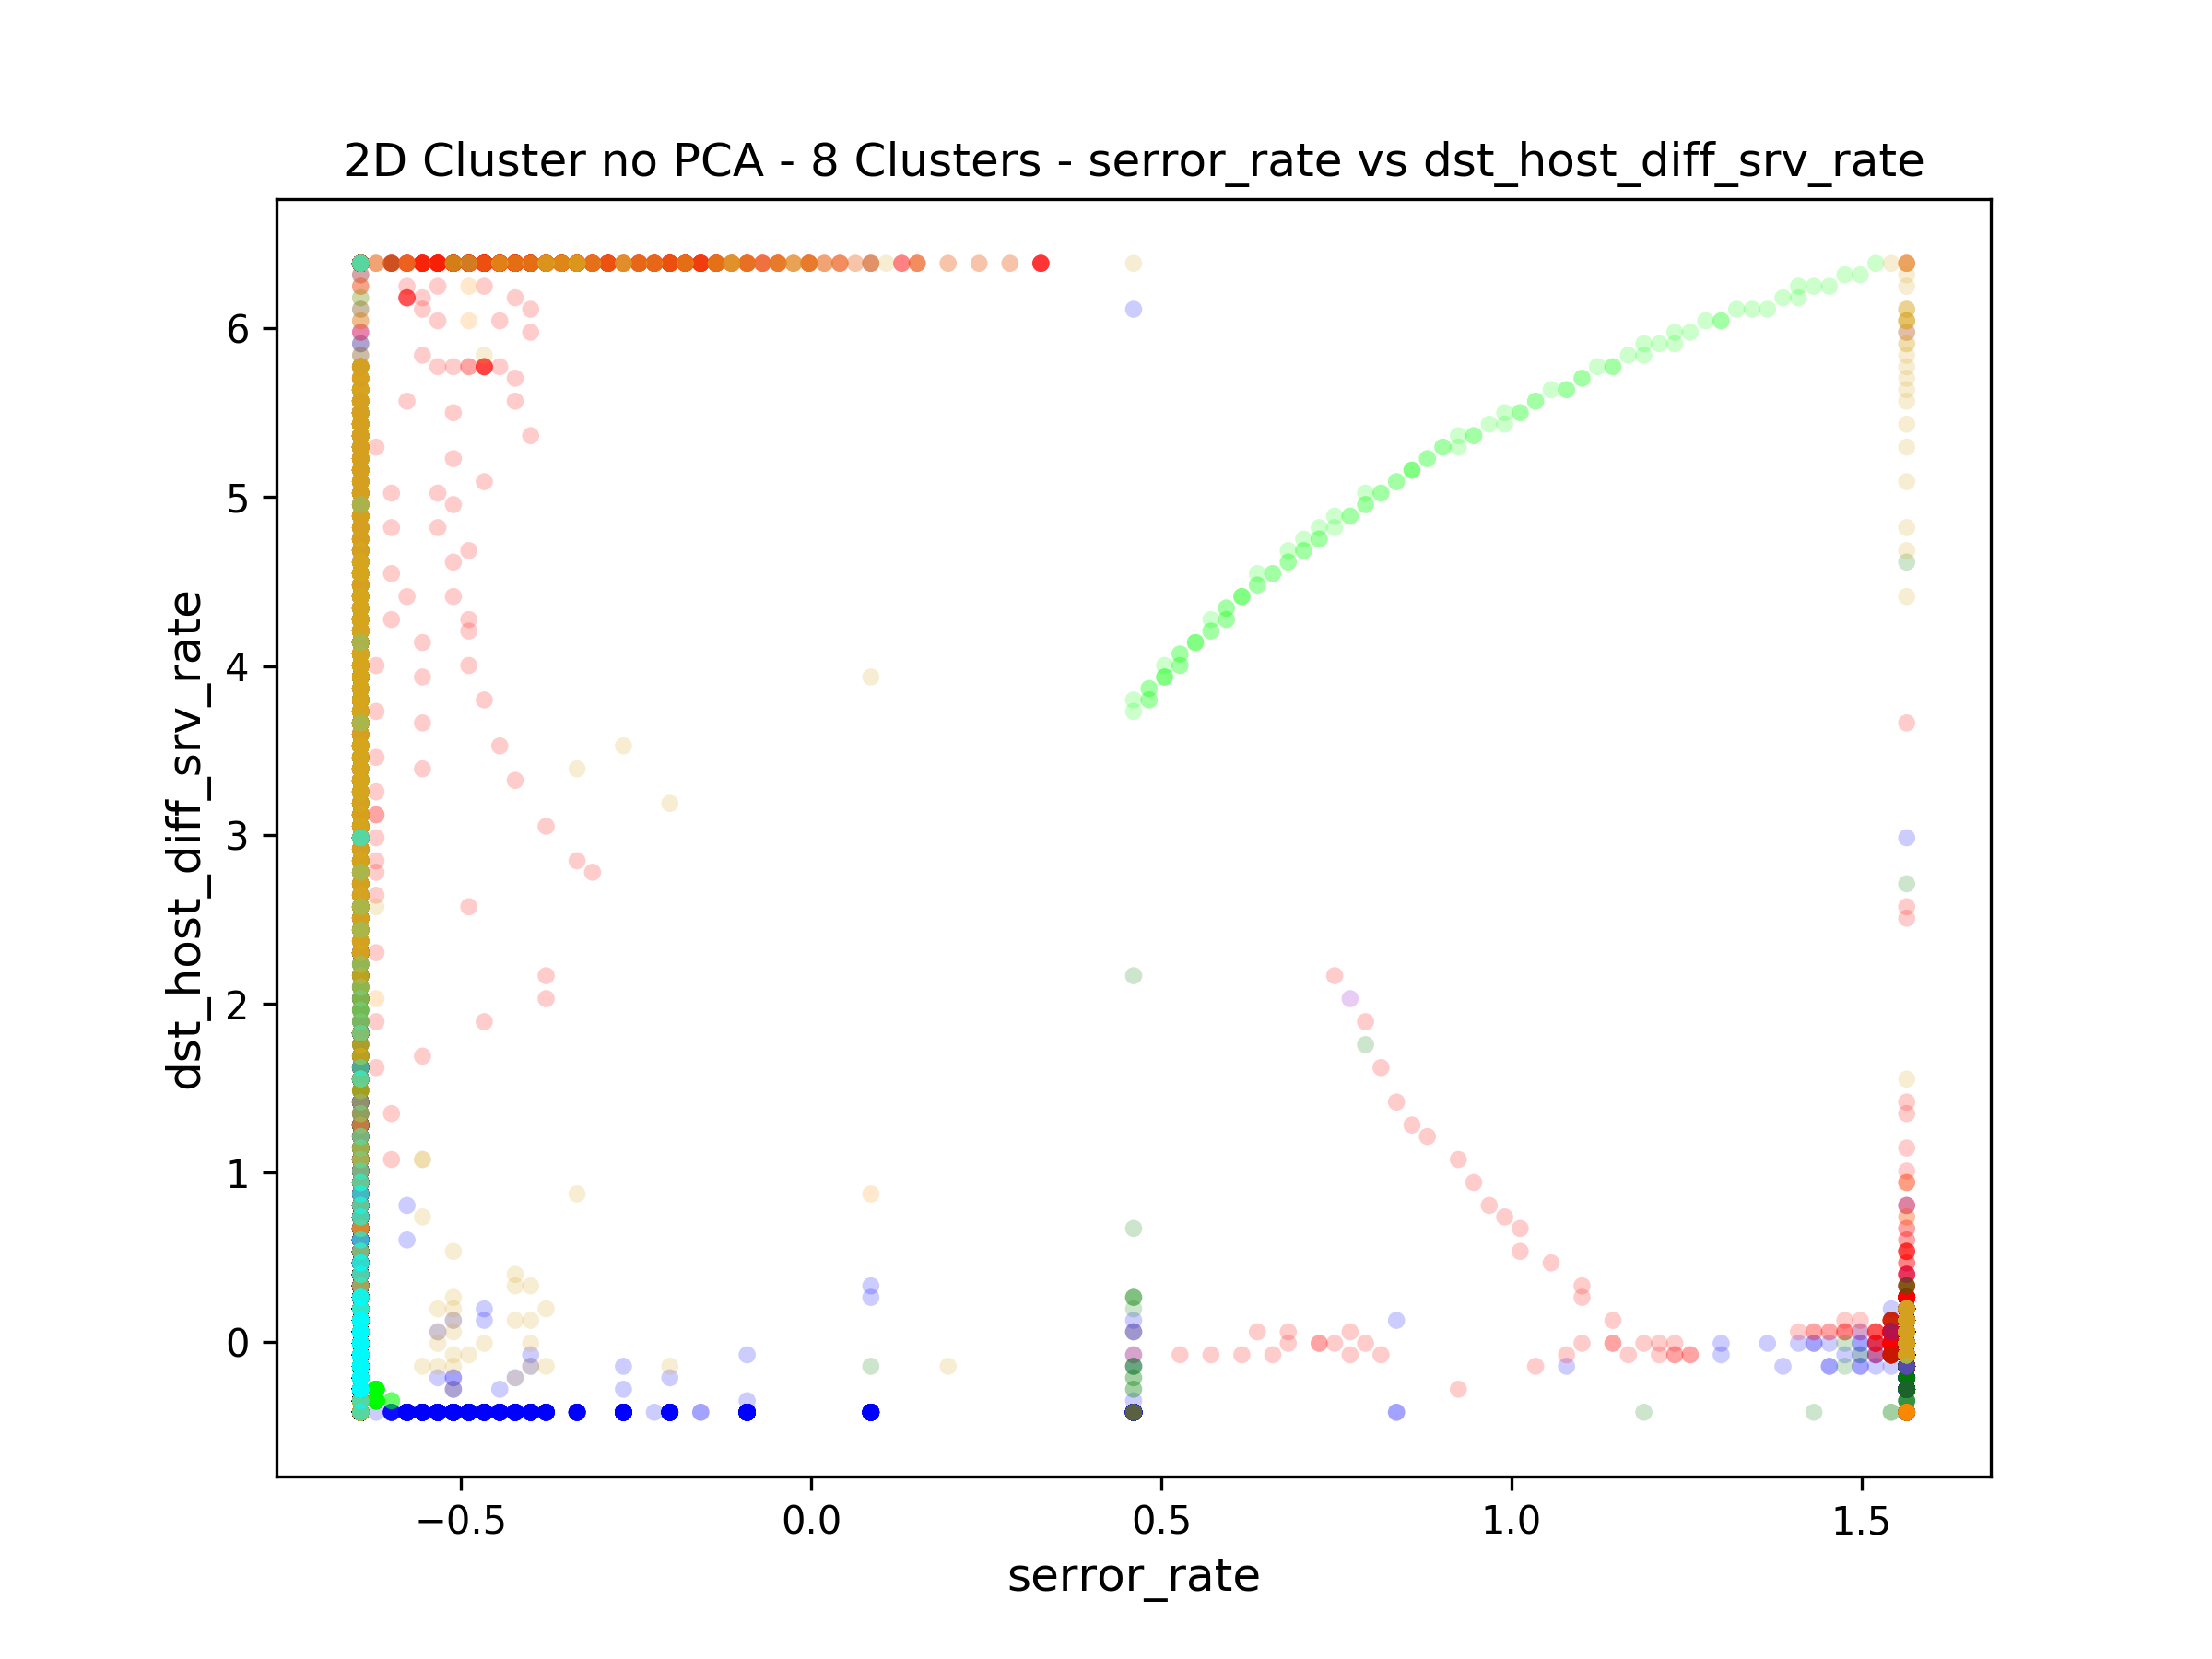 2D Cluster no PCA - 8 Clusters - serror_rate vs dst_host_diff_srv_rate
dst_host_diff_srv_rate
6
5
4
3
2
1
0
−0.5 0.0 0.5 1.0 1.5
serror_rate